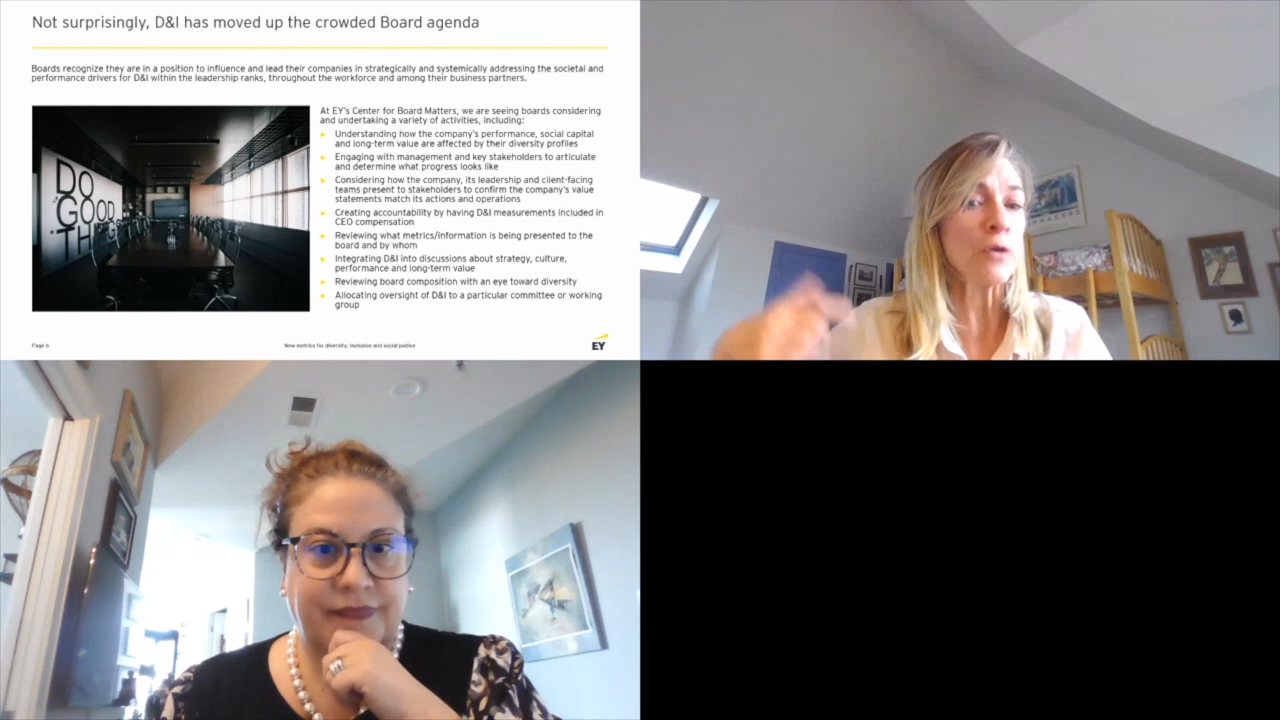 Not surprisingly, D&I has moved up the crowded Board agenda
Boards recognize they are in a position to influence and lead their companies in strategically and systemically addressing the societal and
performance drivers for D&I within the leadership ranks, throughout the workforce and among their business partners.
DO
GOOD
TH
At EY's Center for Board Matters, we are seeing boards considering
and undertaking a variety of activities, including:
► Understanding how the company's performance, social capital
and long-term value are affected by their diversity profiles
► Engaging with management and key stakeholders to articulate
and determine what progress looks like
► Considering how the company, its leadership and client-facing
teams present to stakeholders to confirm the company's value
statements match its actions and operations
► Creating accountability by having D&I measurements included in
CEO compensation
► Reviewing what metrics/information is being presented to the
board and by whom
► Integrating D&I into discussions about strategy, culture,
performance and long-term value
► Reviewing board composition with an eye toward diversity
► Allocating oversight of D&I to a particular committee or working
group
Page 6
New metrics for diversity, inclusion and social justice
EY